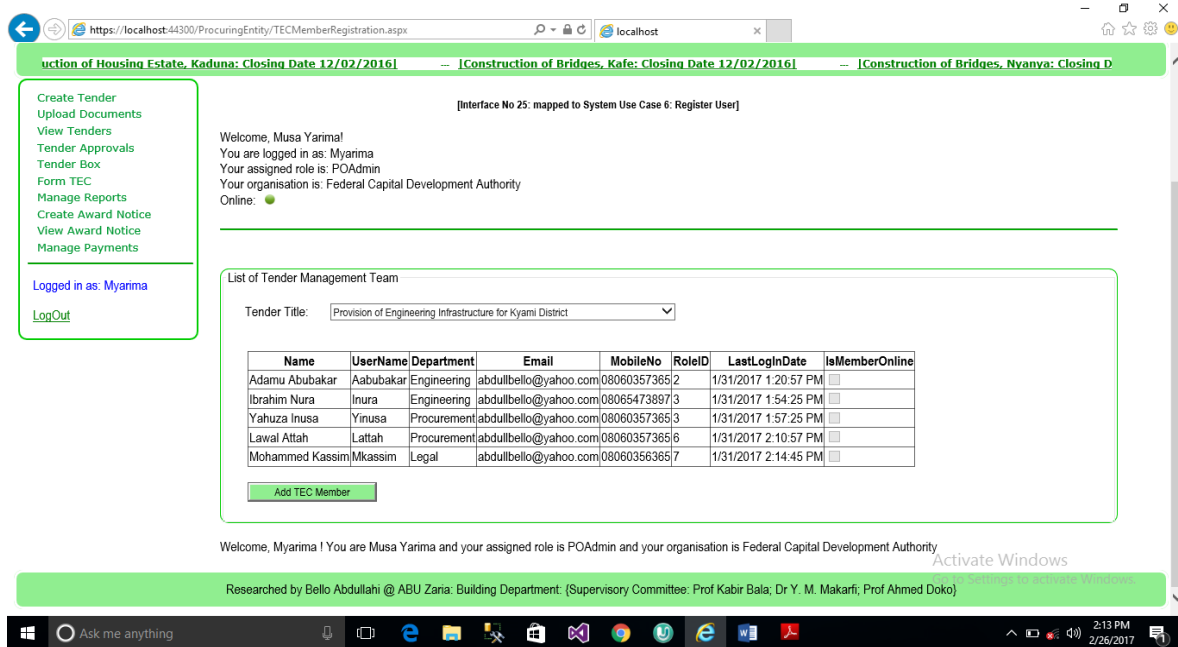 https://localhost:44300/ProcuringEntity/TECMemberRegistration.aspx
localhost
uction of Housing Estate, Kaduna: Closing Date 12/02/2016[ --- ]Construction of Bridges, Kafe: Closing Date 12/02/2016[ --- ]Construction of Bridges, Nyanya: Closing D
Create Tender
Upload Documents
View Tenders
Tender Approvals
Tender Box
Form TEC
Manage Reports
Create Award Notice
View Award Notice
Manage Payments
Logged in as: Myarima
LogOut
[Interface No 25: mapped to System Use Case 6: Register User]
Welcome, Musa Yarima!
You are logged in as: Myarima
Your assigned role is: POAdmin
Your organisation is: Federal Capital Development Authority
Online:
List of Tender Management Team
Tender Title: Provision of Engineering Infrastructure for Kyami District
Name UserName Department Email MobileNo RoleID LastLogInDate IsMemberOnline
Adamu Abubakar Aabubakar Engineering abdullbello@yahoo.com 08060357365 2 1/31/2017 1:20:57 PM
Ibrahim Nura Inura Engineering abdullbello@yahoo.com 08065473897 3 1/31/2017 1:54:25 PM
Yahuza Inusa Yinusa Procurement abdullbello@yahoo.com 08060357365 3 1/31/2017 1:57:25 PM
Lawal Attah Lattah Procurement abdullbello@yahoo.com 08060357365 6 1/31/2017 2:10:57 PM
Mohammed Kassim Mkassim Legal abdullbello@yahoo.com 08060356365 7 1/31/2017 2:14:45 PM
Add TEC Member
Welcome, Myarima ! You are Musa Yarima and your assigned role is POAdmin and your organisation is Federal Capital Development Authority
Activate Windows
Go to Settings to activate Windows.
Researched by Bello Abdullahi @ ABU Zaria: Building Department: {Supervisory Committee: Prof Kabir Bala; Dr Y. M. Makarfi; Prof Ahmed Doko}
Ask me anything
2:13 PM
2/26/2017